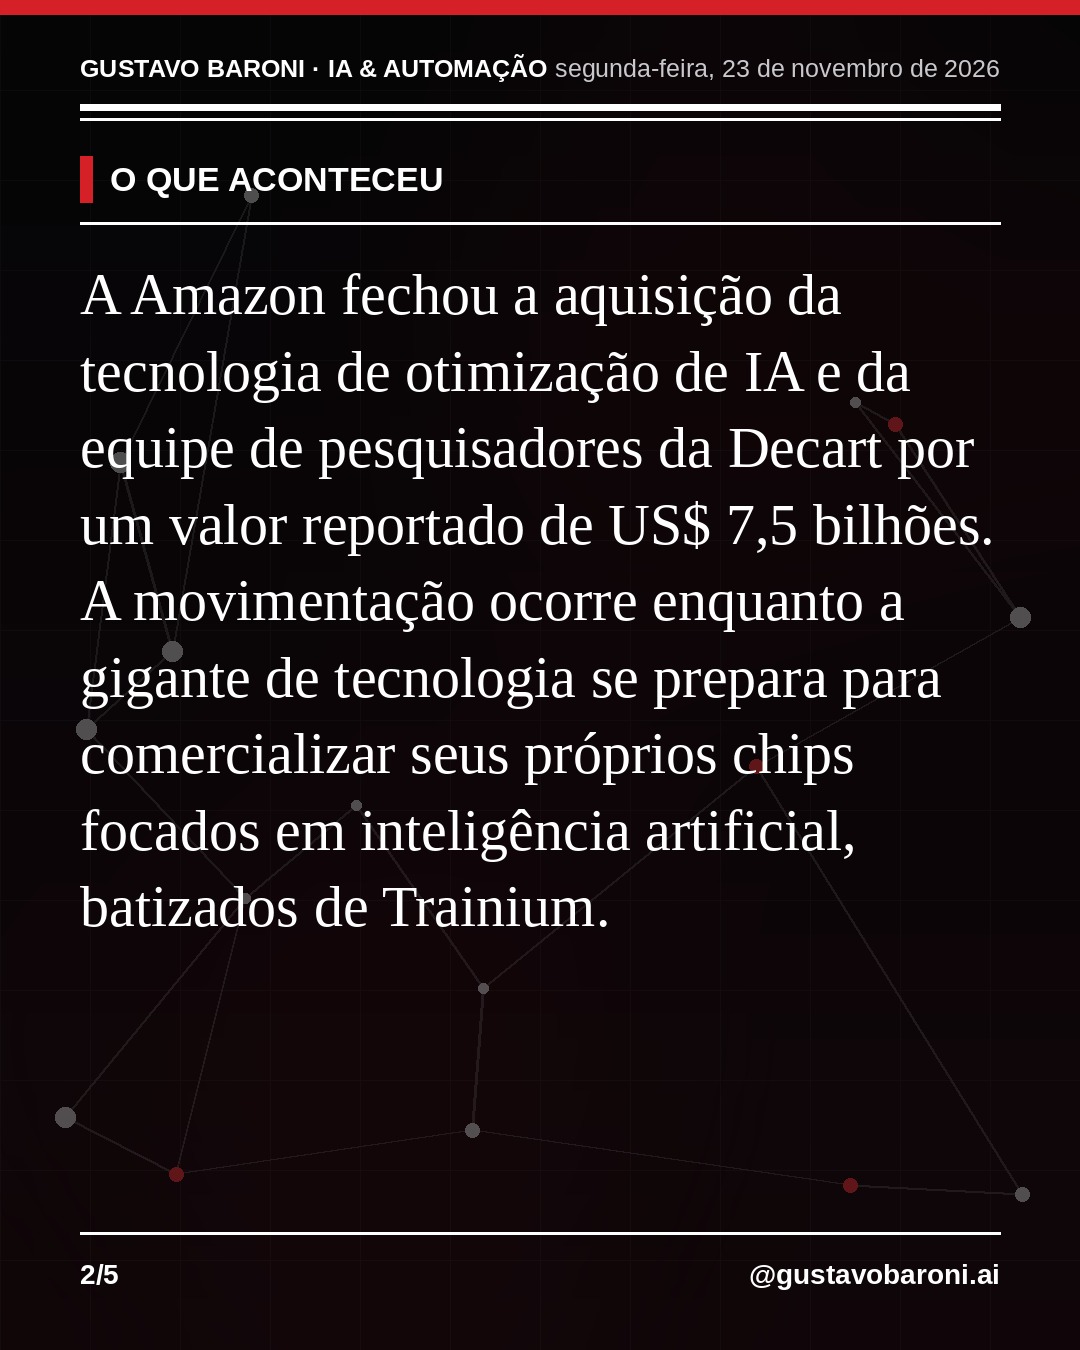 GUSTAVO BARONI · IA & AUTOMAÇÃO segunda-feira, 23 de novembro de 2026
O QUE ACONTECEU
A Amazon fechou a aquisição da
tecnologia de otimização de IA e da
equipe de pesquisadores da Decart por
um valor reportado de US$ 7,5 bilhões.
A movimentação ocorre enquanto a
gigante de tecnologia se prepara para
comercializar seus próprios chips
focados em inteligência artificial,
batizados de Trainium.
2/5
@gustavobaroni.ai